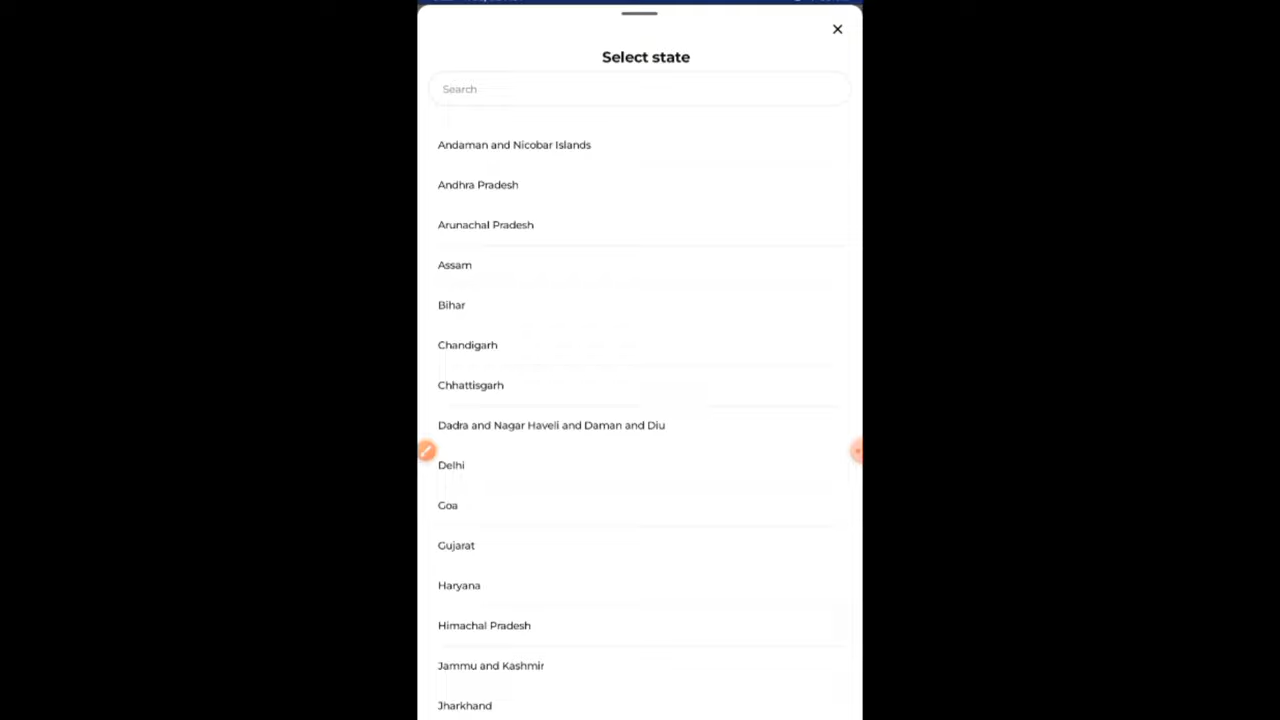 Select state
Search
Andaman and Nicobar Islands
Andhra Pradesh
Arunachal Pradesh
Assam
Bihar
Chandigarh
Chhattisgarh
Dadra and Nagar Haveli and Daman and Diu
Delhi
Goa
Gujarat
Haryana
Himachal Pradesh
Jammu and Kashmir
Jharkhand